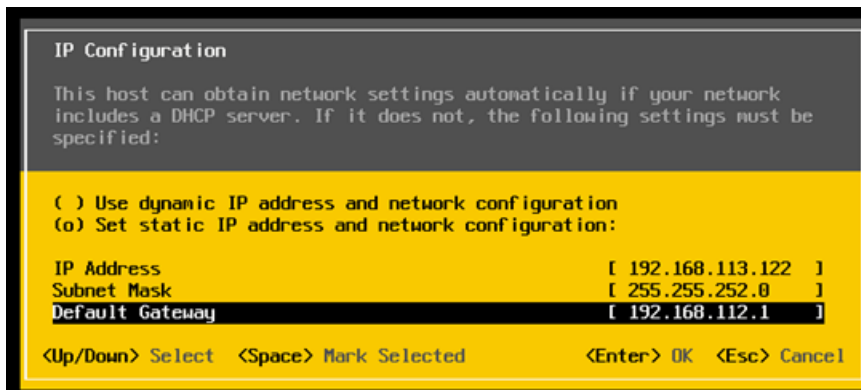 IP Configuration
This host can obtain network settings automatically if your network
includes a DHCP server. If it does not, the following settings must be
specified:
( ) Use dynamic IP address and network configuration
(o) Set static IP address and network configuration:
IP Address [ 192.168.113.122 ]
Subnet Mask [ 255.255.252.0 ]
Default Gateway [ 192.168.112.1 ]
<Up/Down> Select <Space> Mark Selected <Enter> OK <Esc> Cancel